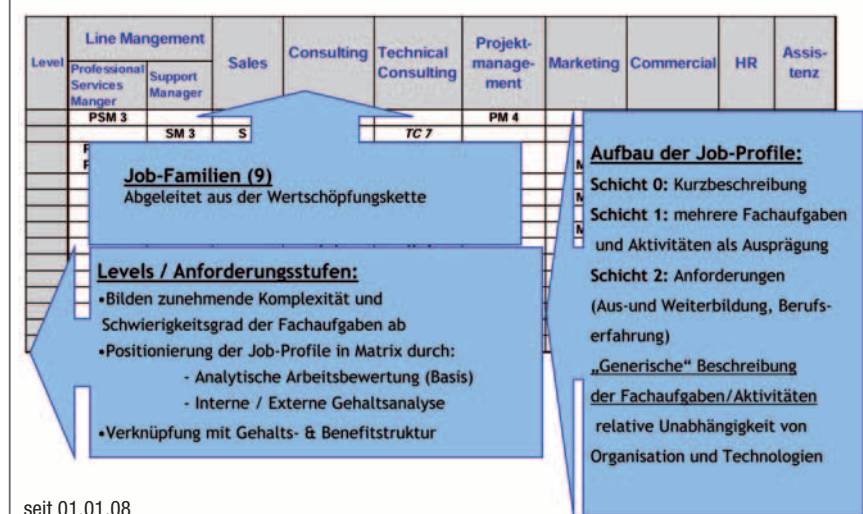 Line Mangement
Level
Professional Services Manger
Support Manager
Sales
Consulting
Technical Consulting
Projekt-manage-ment
Marketing
Commercial
HR
Assis-tenz
PSM 3
PM 4
SM 3
S
TC 7
Job-Familien (9)
Abgeleitet aus der Wertschöpfungskette
Levels / Anforderungsstufen:
•Bilden zunehmende Komplexität und
Schwierigkeitsgrad der Fachaufgaben ab
•Positionierung der Job-Profile in Matrix durch:
- Analytische Arbeitsbewertung (Basis)
- Interne / Externe Gehaltsanalyse
•Verknüpfung mit Gehalts- & Benefitstruktur
Aufbau der Job-Profile:
Schicht 0: Kurzbeschreibung
Schicht 1: mehrere Fachaufgaben
und Aktivitäten als Ausprägung
Schicht 2: Anforderungen
(Aus-und Weiterbildung, Berufs-
erfahrung)
„Generische“ Beschreibung
der Fachaufgaben/Aktivitäten
relative Unabhängigkeit von
Organisation und Technologien
seit 01.01.08